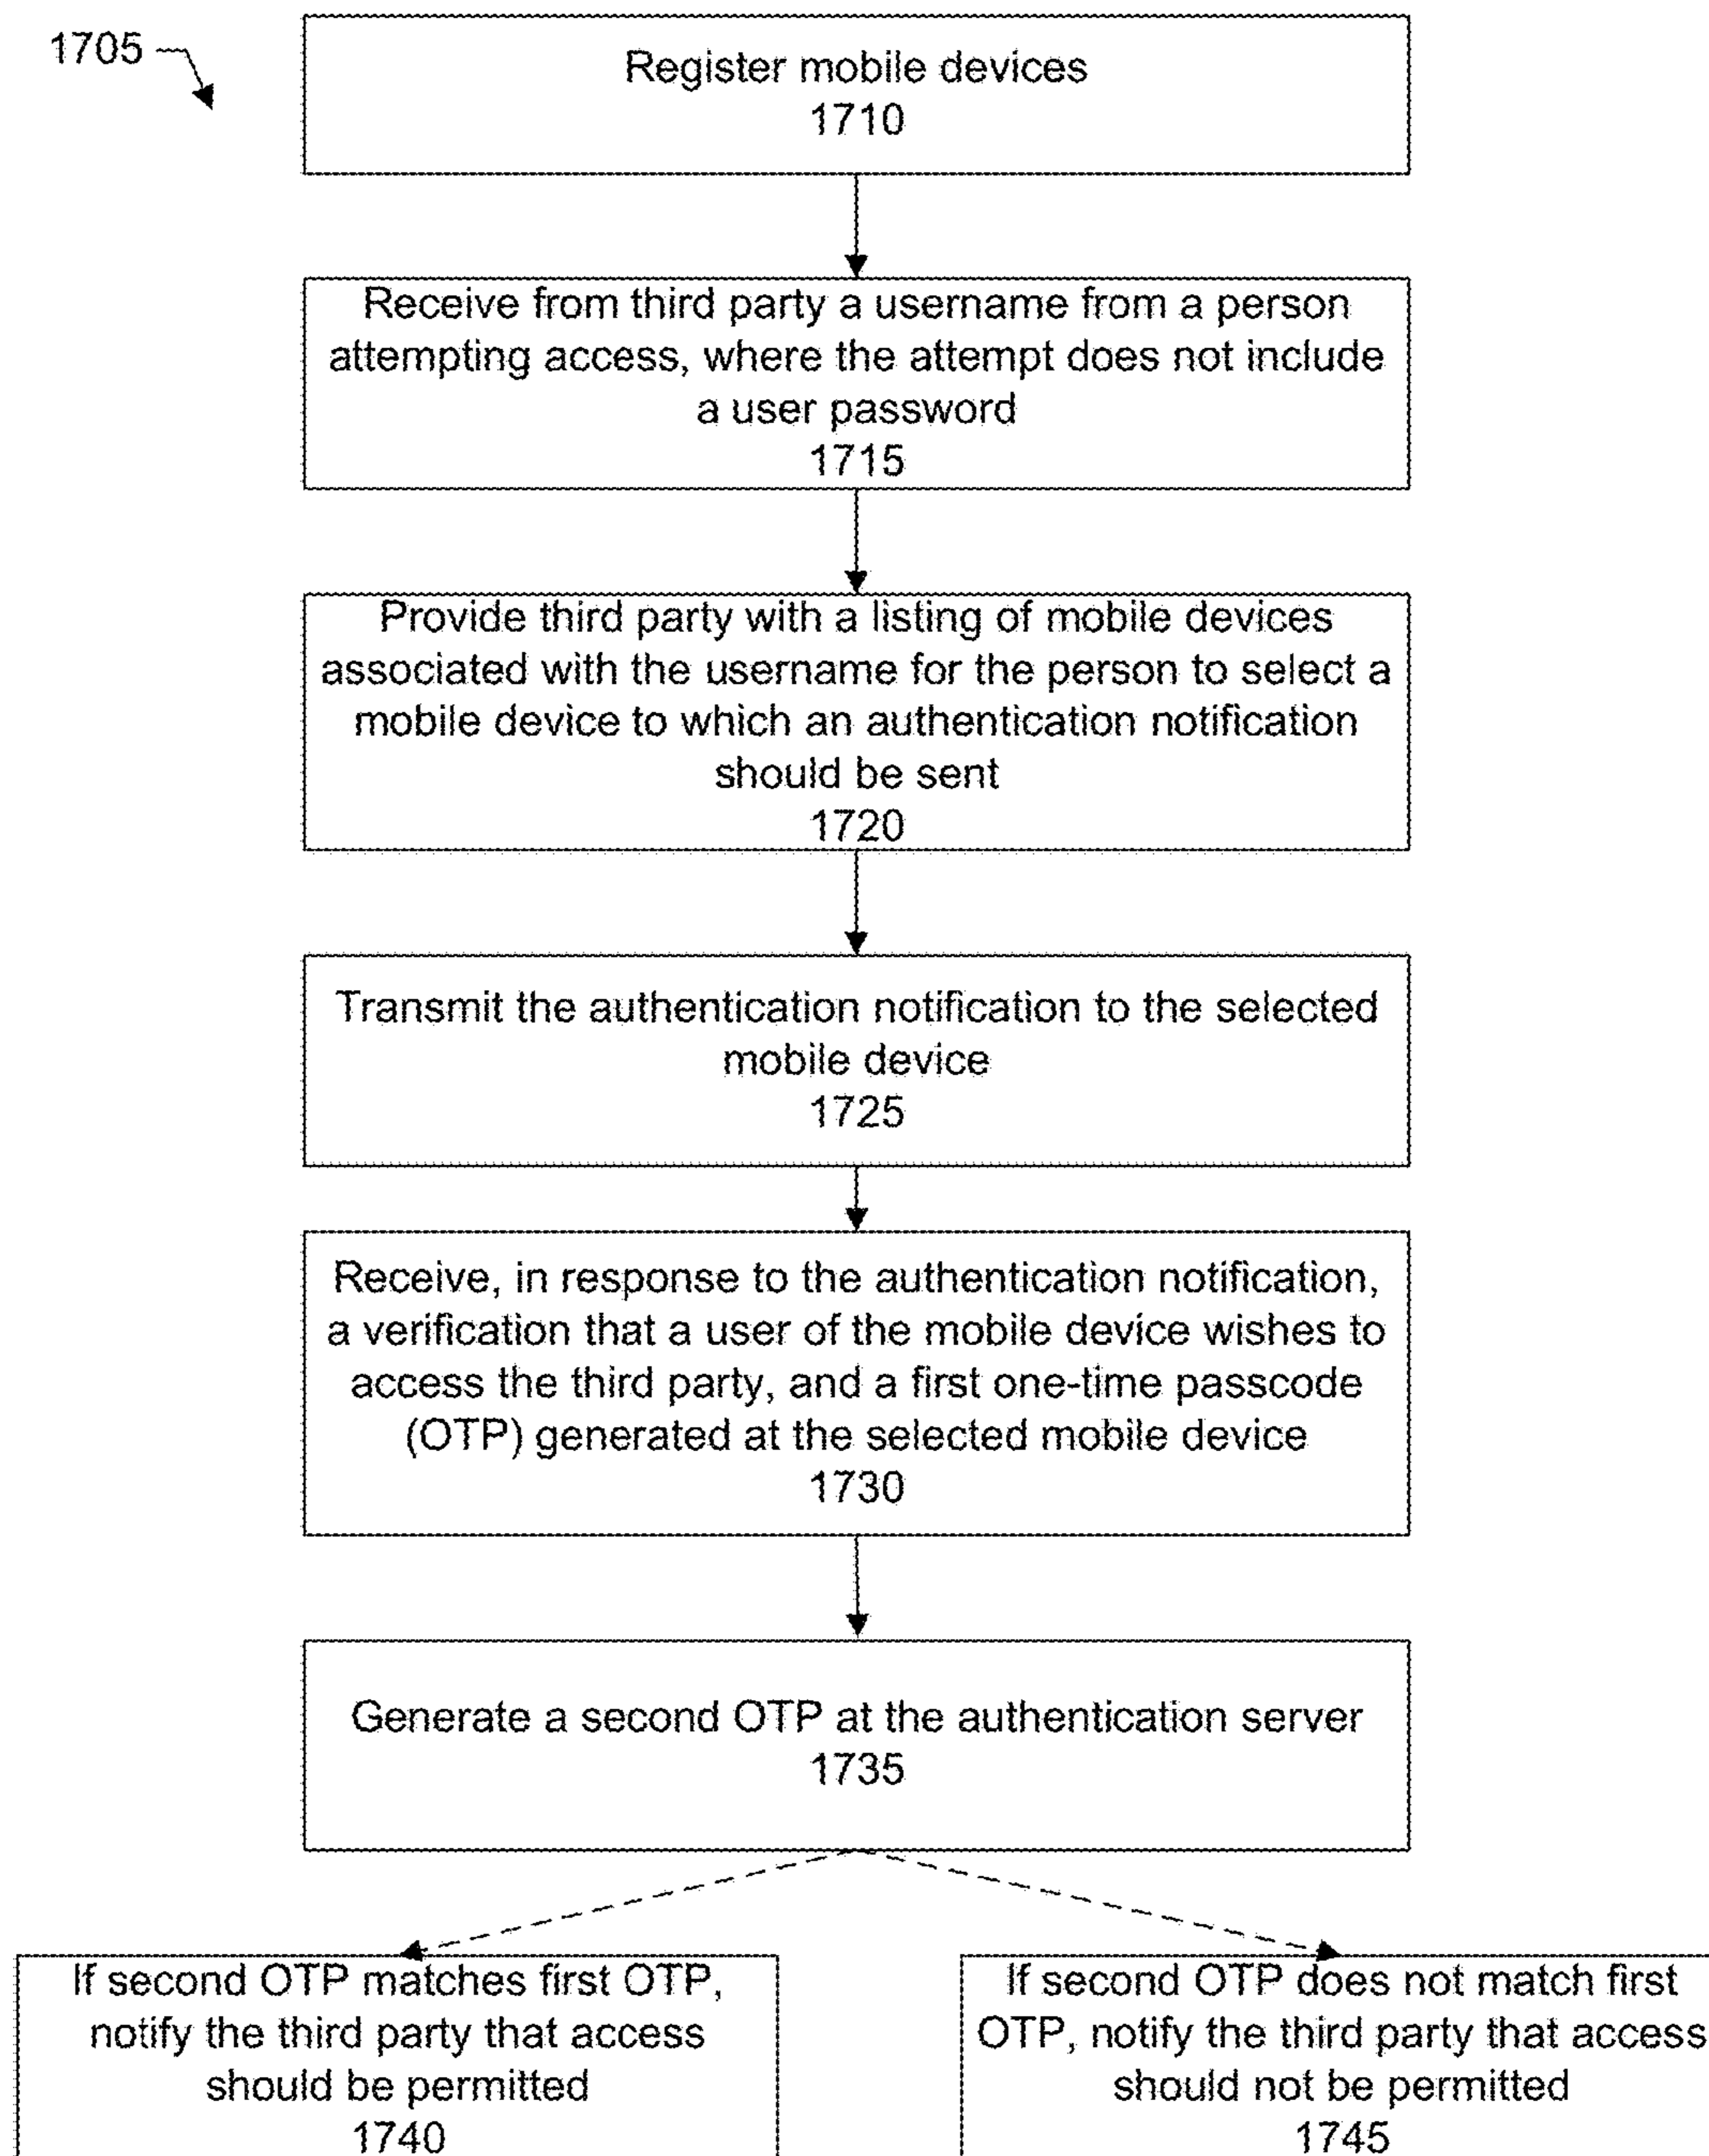 1705
Register mobile devices
1710
Receive from third party a username from a person
attempting access, where the attempt does not include
a user password
1715
Provide third party with a listing of mobile devices
associated with the username for the person to select a
mobile device to which an authentication notification
should be sent
1720
Transmit the authentication notification to the selected
mobile device
1725
Receive, in response to the authentication notification,
a verification that a user of the mobile device wishes to
access the third party, and a first one-time passcode
(OTP) generated at the selected mobile device
1730
Generate a second OTP at the authentication server
1735
If second OTP matches first OTP,
notify the third party that access
should be permitted
1740
If second OTP does not match first
OTP, notify the third party that access
should not be permitted
1745